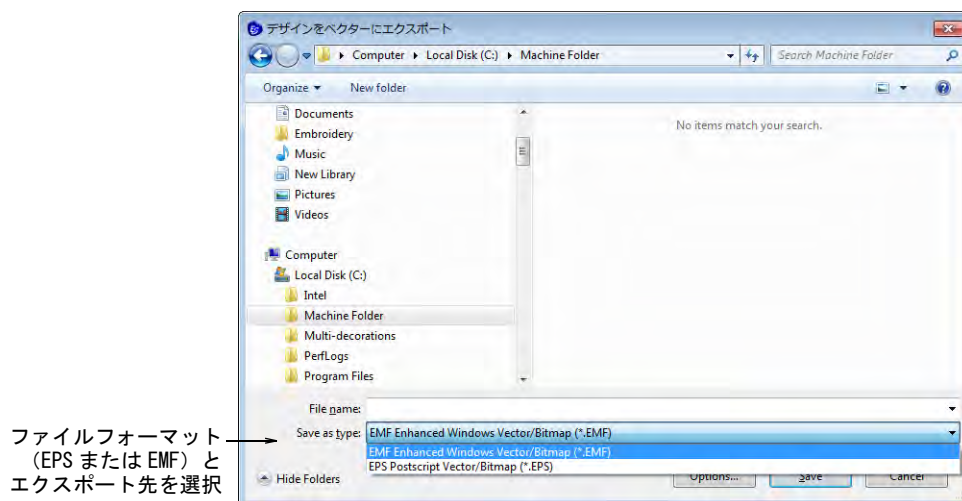 デザインをベクターにエクスポート
Computer Local Disk (C:) Machine Folder
Search Machine Folder
Organize New folder
Documents
Embroidery
Music
New Library
Pictures
Videos
No items match your search.
Computer
Local Disk (C:)
Intel
Machine Folder
Multi-decorations
PerfLogs
Program Files
File name:
Save as type: EMF Enhanced Windows Vector/Bitmap (*.EMF)
EMF Enhanced Windows Vector/Bitmap (*.EMF)
EPS Postscript Vector/Bitmap (*.EPS)
Hide Folders
Options...
Save
Cancel
ファイルフォーマット
(EPS または EMF) と
エクスポート先を選択